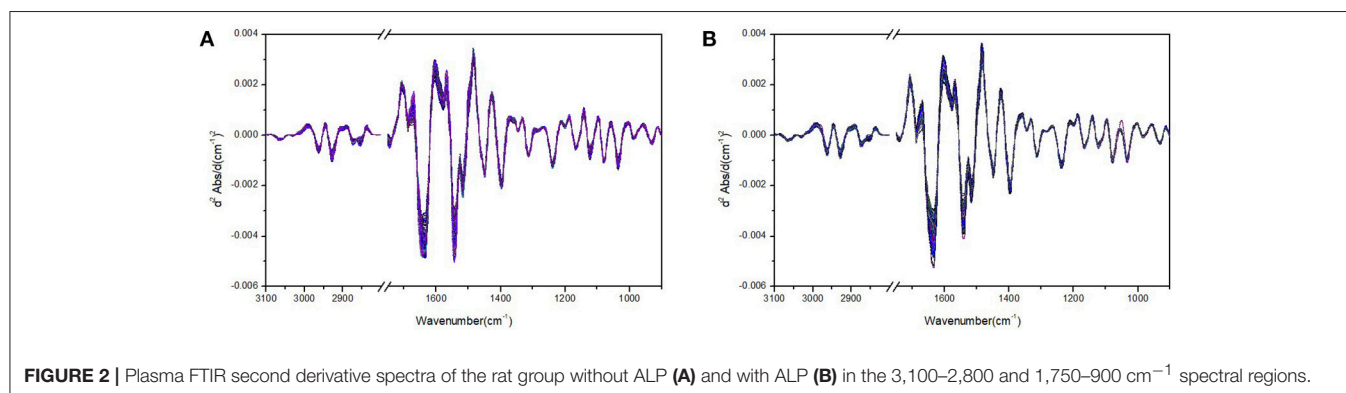 A
0.004
0.002
0.000
-0.002
-0.004
-0.006
d² Abs/d(cm⁻¹)²
3100 3000 2900 1600 1400 1200 1000
Wavenumber(cm⁻¹)
B
0.004
0.002
0.000
-0.002
-0.004
-0.006
d² Abs/d(cm⁻¹)²
3100 3000 2900 1600 1400 1200 1000
Wavenumber(cm⁻¹)
FIGURE 2 | Plasma FTIR second derivative spectra of the rat group without ALP (A) and with ALP (B) in the 3,100–2,800 and 1,750–900 cm⁻¹ spectral regions.